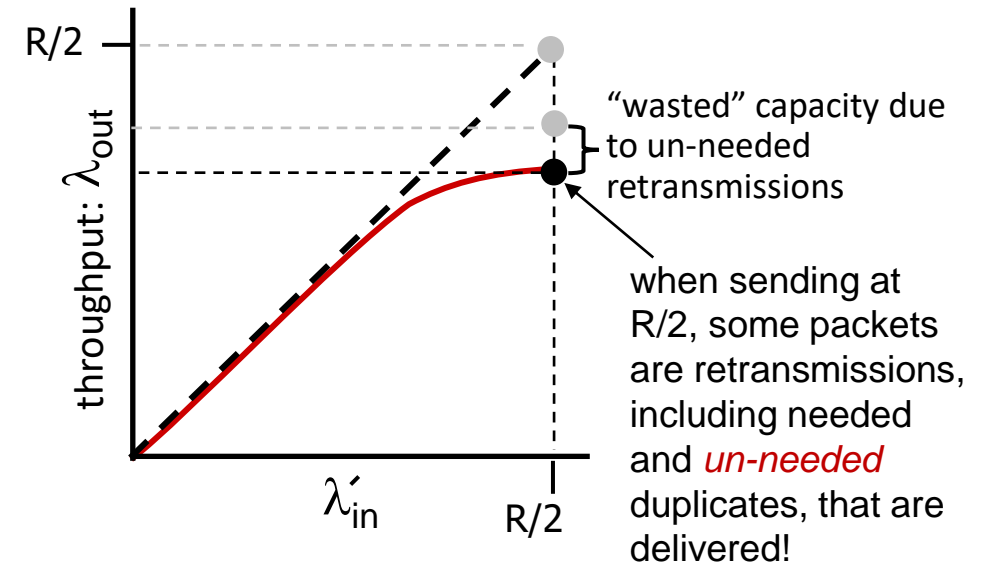 R/2
throughput: λout
“wasted” capacity due
to un-needed
retransmissions
when sending at
R/2, some packets
are retransmissions,
including needed
and un-needed
duplicates, that are
delivered!
λ'in
R/2